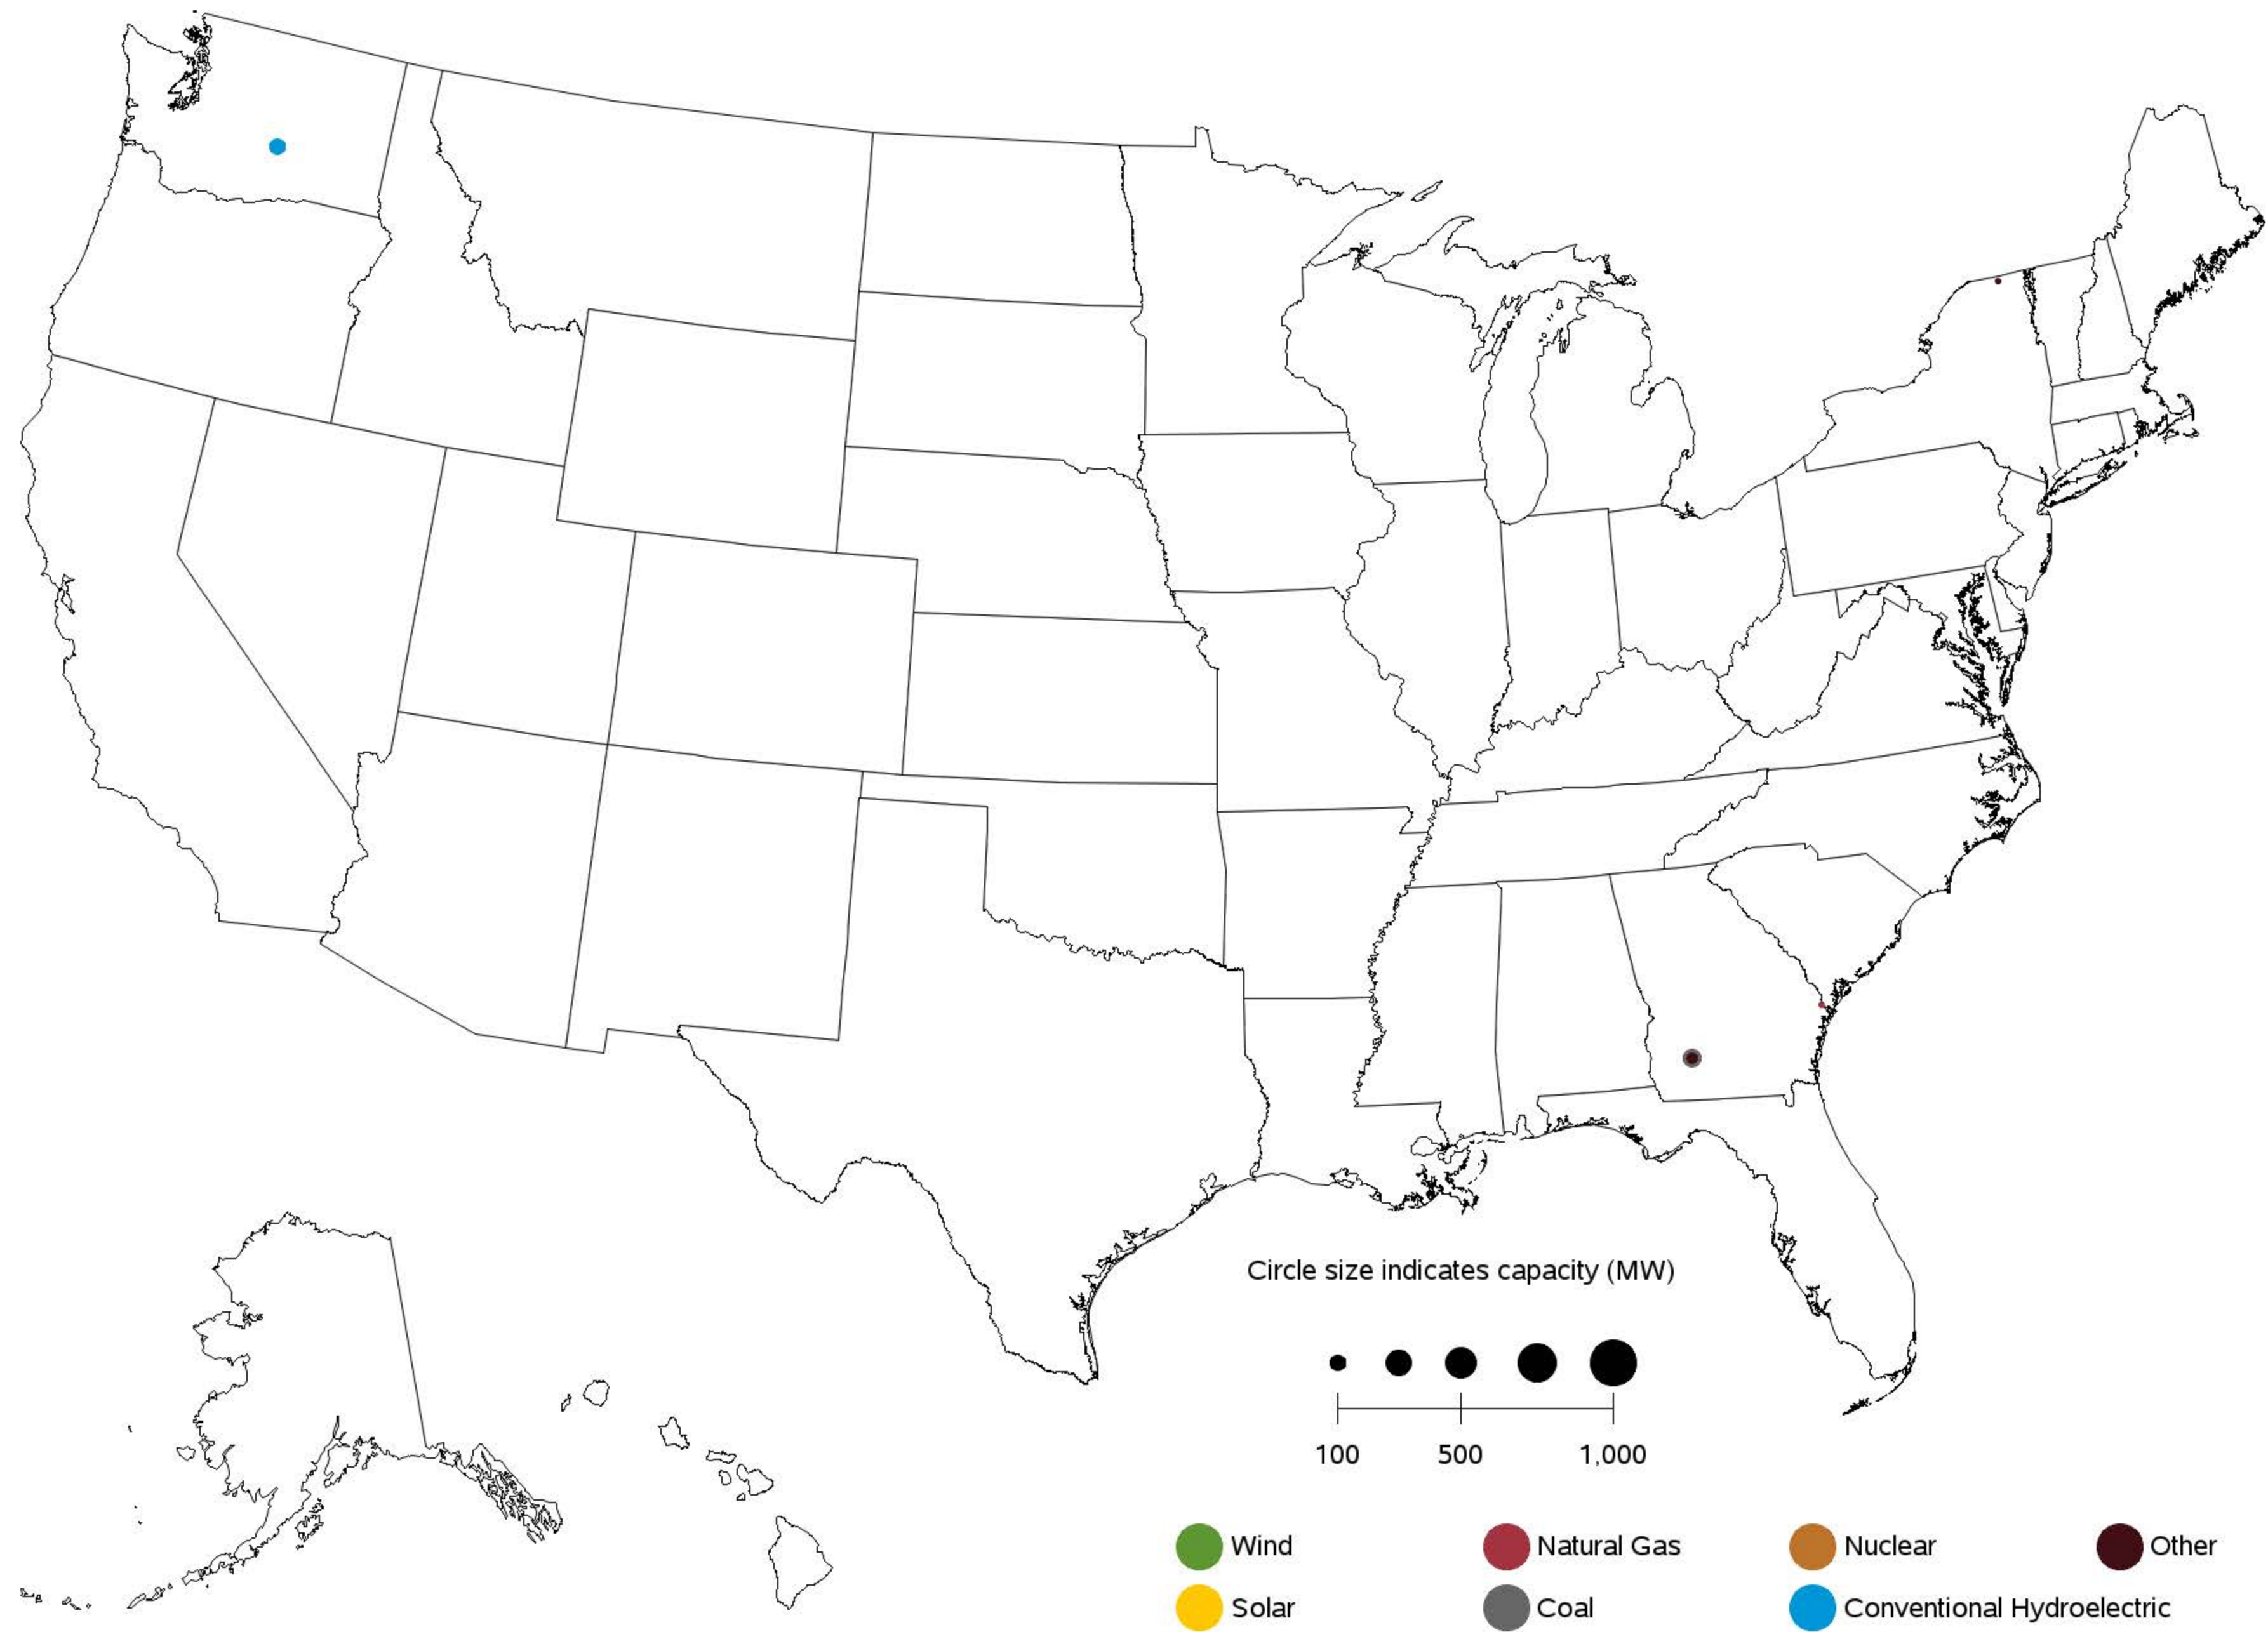 Circle size indicates capacity (MW)
100 500 1,000
Wind Natural Gas Nuclear Other
Solar Coal Conventional Hydroelectric